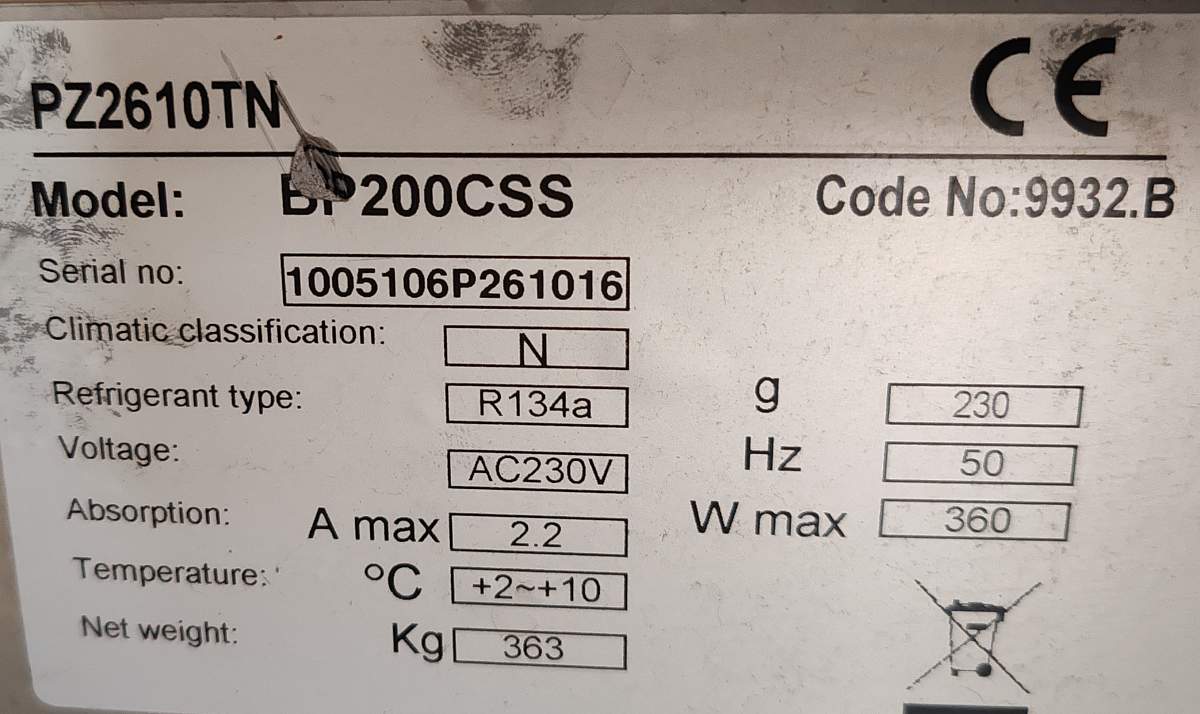 PZ2610TN CE
Model: BP200CSS Code No:9932.B
Serial no: 1005106P261016
Climatic classification: N
Refrigerant type: R134a g 230
Voltage: AC230V Hz 50
Absorption: A max 2.2 W max 360
Temperature: °C +2~+10
Net weight: Kg 363